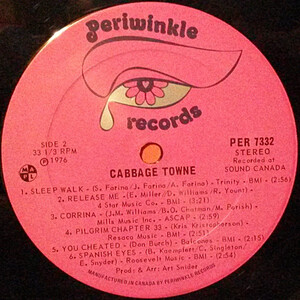 Periwinkle
records
SIDE 2
33 1/3 RPM
℗ 1976
PER 7332
STEREO
Recorded at
SOUND CANADA
CABBAGE TOWNE
1. SLEEP WALK - (S. Farina/J. Farina/A. Farina) - Trinity - BMI - (2:36)
2. RELEASE ME - (E. Miller/D. Williams/R. Yount) -
4 Star Music Co. - BMI - (3:21)
3. CORRINA - (J.M. Williams/B.O. Chatman/M. Parish) -
Mills Music Inc. - ASCAP - (2:29)
4. PILGRIM CHAPTER 33 - (Kris. Kristopherson)
Resaca Music - BMI - (2:51)
5. YOU CHEATED - (Don Burch) - Balcones - BMI - (2:54)
6. SPANISH EYES - (B. Kaempfert/C. Singleton/
E. Snyder) - Roosevelt Music - BMI - (2:30)
Prod: & Arr: Art Snider
MANUFACTURED IN CANADA BY PERIWINKLE RECORDS